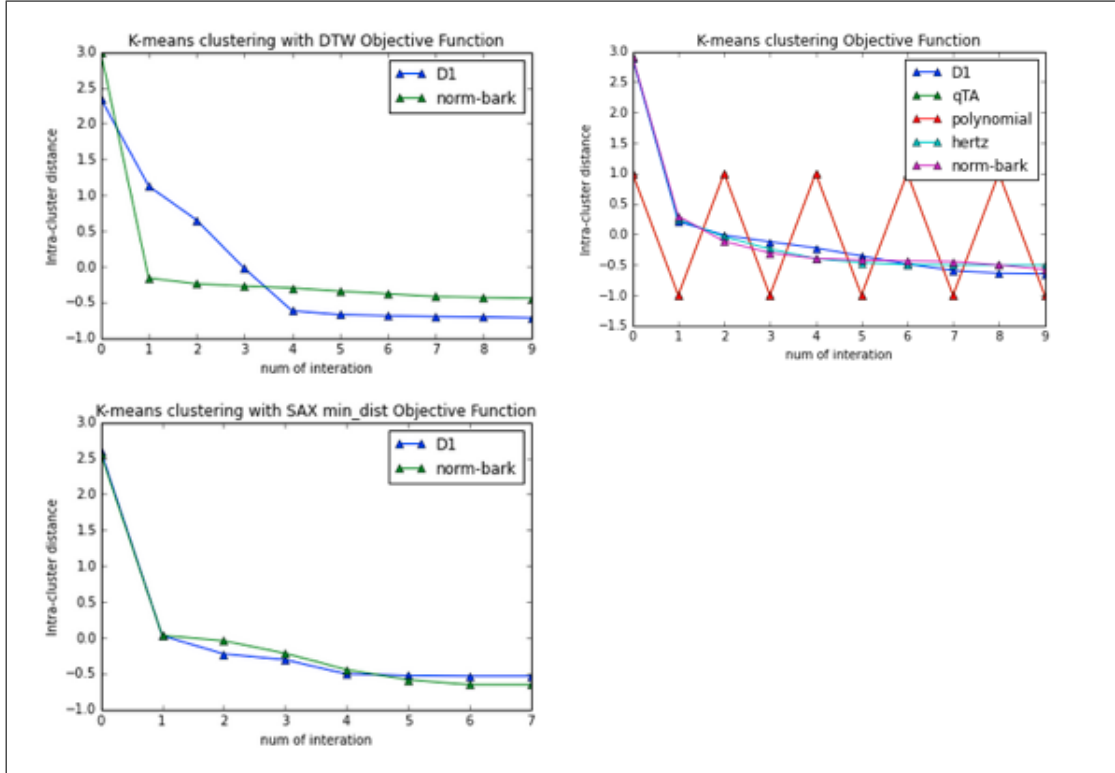 K-means clustering with DTW Objective Function
3.0
2.5
2.0
1.5
1.0
0.5
0.0
−0.5
−1.0
Intra-cluster distance
D1
norm-bark
0 1 2 3 4 5 6 7 8 9
num of interation
K-means clustering Objective Function
3.0
2.5
2.0
1.5
1.0
0.5
0.0
−0.5
−1.0
−1.5
Intra-cluster distance
D1
qTA
polynomial
hertz
norm-bark
0 1 2 3 4 5 6 7 8 9
num of interation
K-means clustering with SAX min_dist Objective Function
3.0
2.5
2.0
1.5
1.0
0.5
0.0
−0.5
−1.0
Intra-cluster distance
D1
norm-bark
0 1 2 3 4 5 6 7
num of interation